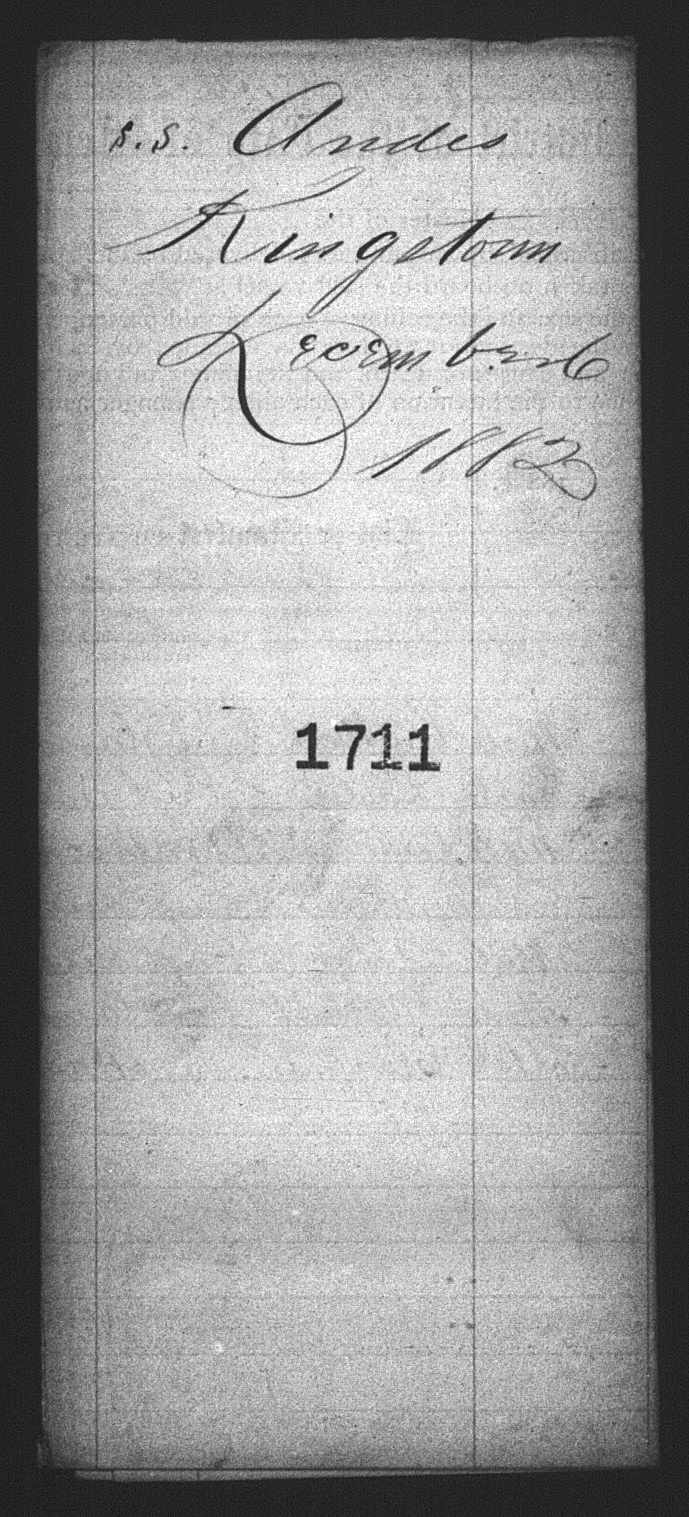 s.s. Andes
Kingstown
December 6
1882
1711